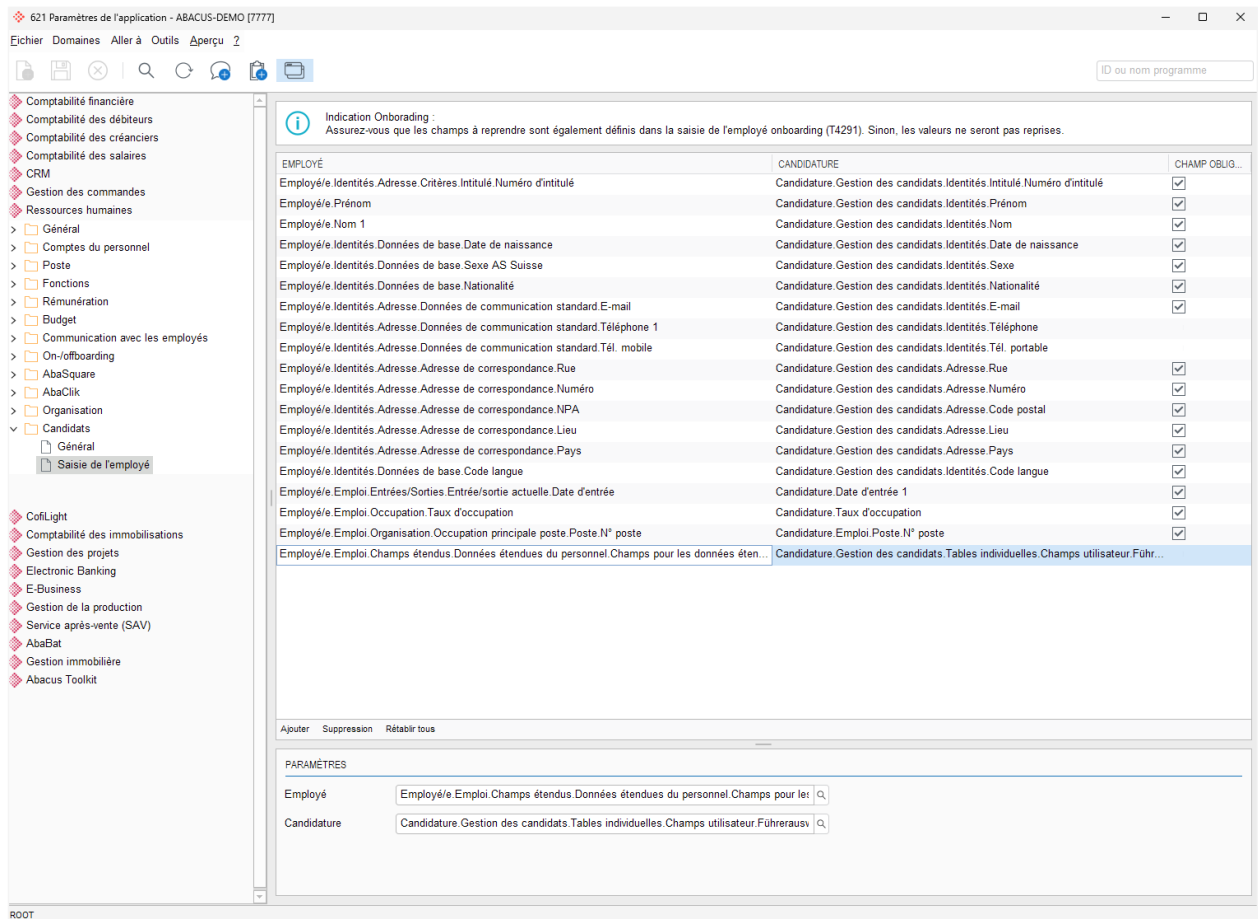 621 Paramètres de l'application - ABACUS-DEMO [7777]
Fichier Domaines Aller à Outils Aperçu ?
ID ou nom programme
Comptabilité financière
Comptabilité des débiteurs
Comptabilité des créanciers
Comptabilité des salaires
CRM
Gestion des commandes
Ressources humaines
Général
Comptes du personnel
Poste
Fonctions
Rémunération
Budget
Communication avec les employés
On-/offboarding
AbaSquare
AbaClik
Organisation
Candidats
Général
Saisie de l'employé
CofiLight
Comptabilité des immobilisations
Gestion des projets
Electronic Banking
E-Business
Gestion de la production
Service après-vente (SAV)
AbaBat
Gestion immobilière
Abacus Toolkit
Indication Onborading :
Assurez-vous que les champs à reprendre sont également définis dans la saisie de l'employé onboarding (T4291). Sinon, les valeurs ne seront pas reprises.
EMPLOYÉ CANDIDATURE CHAMP OBLIG...
Employé/e.Identités.Adresse.Critères.Intitulé.Numéro d'intitulé Candidature.Gestion des candidats.Identités.Intitulé.Numéro d'intitulé
Employé/e.Prénom Candidature.Gestion des candidats.Identités.Prénom
Employé/e.Nom 1 Candidature.Gestion des candidats.Identités.Nom
Employé/e.Identités.Données de base.Date de naissance Candidature.Gestion des candidats.Identités.Date de naissance
Employé/e.Identités.Données de base.Sexe AS Suisse Candidature.Gestion des candidats.Identités.Sexe
Employé/e.Identités.Données de base.Nationalité Candidature.Gestion des candidats.Identités.Nationalité
Employé/e.Identités.Adresse.Données de communication standard.E-mail Candidature.Gestion des candidats.Identités.E-mail
Employé/e.Identités.Adresse.Données de communication standard.Téléphone 1 Candidature.Gestion des candidats.Identités.Téléphone
Employé/e.Identités.Adresse.Données de communication standard.Tél. mobile Candidature.Gestion des candidats.Identités.Tél. portable
Employé/e.Identités.Adresse.Adresse de correspondance.Rue Candidature.Gestion des candidats.Adresse.Rue
Employé/e.Identités.Adresse.Adresse de correspondance.Numéro Candidature.Gestion des candidats.Adresse.Numéro
Employé/e.Identités.Adresse.Adresse de correspondance.NPA Candidature.Gestion des candidats.Adresse.Code postal
Employé/e.Identités.Adresse.Adresse de correspondance.Lieu Candidature.Gestion des candidats.Adresse.Lieu
Employé/e.Identités.Adresse.Adresse de correspondance.Pays Candidature.Gestion des candidats.Adresse.Pays
Employé/e.Identités.Données de base.Code langue Candidature.Gestion des candidats.Identités.Code langue
Employé/e.Emploi.Entrées/Sorties.Entrée/sortie actuelle.Date d'entrée Candidature.Date d'entrée 1
Employé/e.Emploi.Occupation.Taux d'occupation Candidature.Taux d'occupation
Employé/e.Emploi.Organisation.Occupation principale poste.Poste.N° poste Candidature.Emploi.Poste.N° poste
Employé/e.Emploi.Champs étendus.Données étendues du personnel.Champs pour les données éten... Candidature.Gestion des candidats.Tables individuelles.Champs utilisateur.Führ...
Ajouter Suppression Rétablir tous
PARAMÈTRES
Employé Employé/e.Emploi.Champs étendus.Données étendues du personnel.Champs pour les
Candidature Candidature.Gestion des candidats.Tables individuelles.Champs utilisateur.Führerausv
ROOT